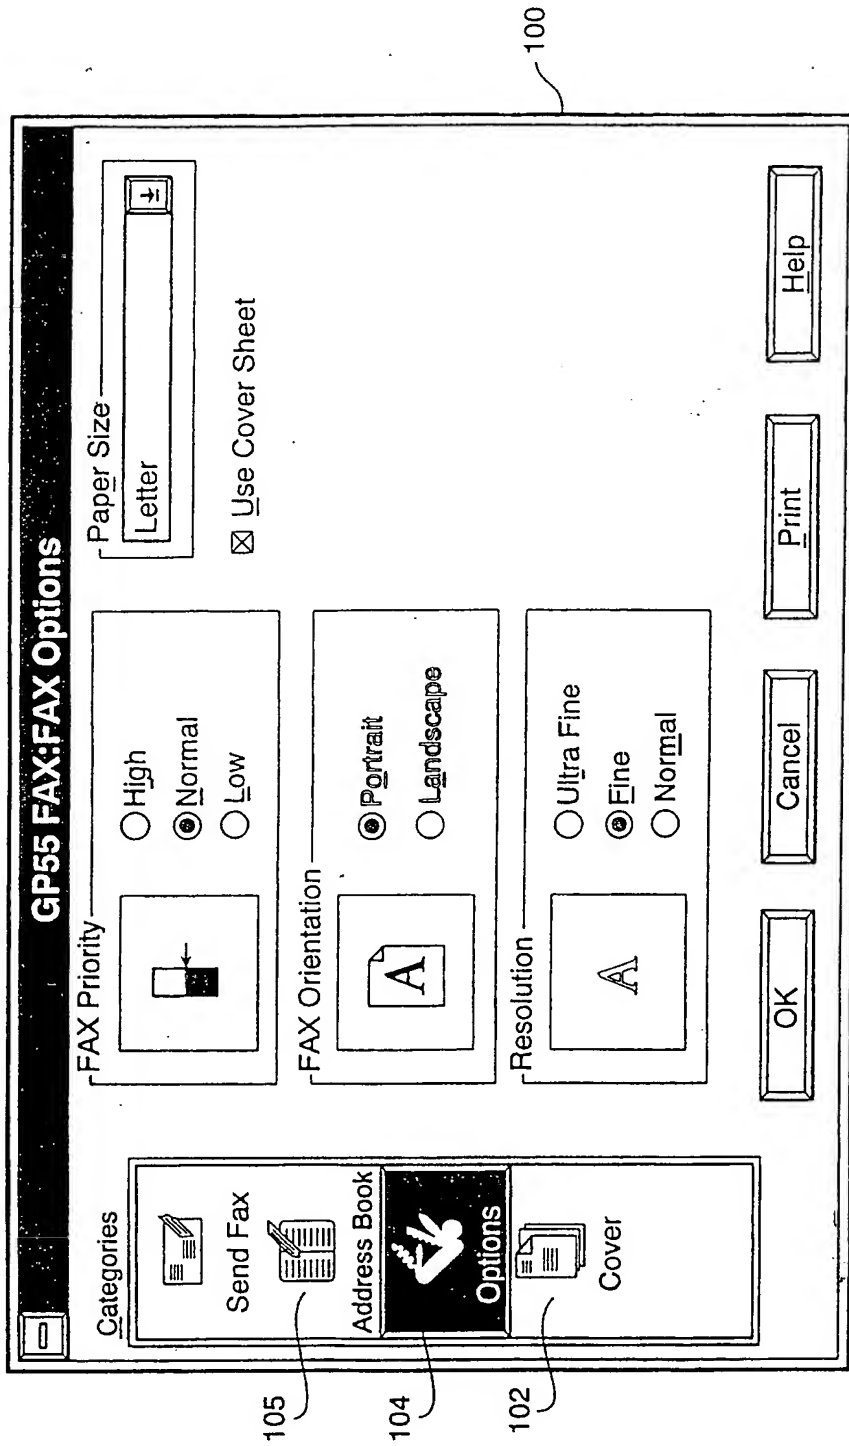 GP55 FAX:FAX Options
Categories
Send Fax
Address Book
Options
Cover
FAX Priority
High
Normal
Low
FAX Orientation
A
Portrait
Landscape
Resolution
A
Ultra Fine
Fine
Normal
Paper Size
Letter
Use Cover Sheet
OK
Cancel
Print
Help
100
105
104
102